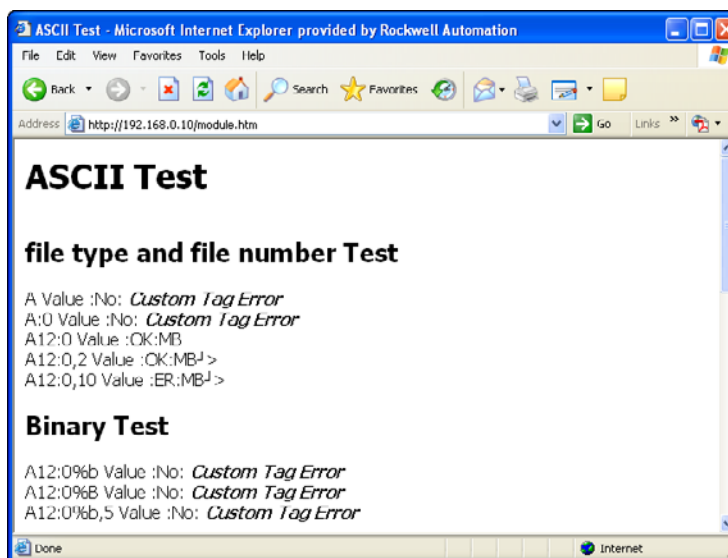 ASCII Test - Microsoft Internet Explorer provided by Rockwell Automation
File Edit View Favorites Tools Help
Back Search Favorites
Address http://192.168.0.10/module.htm Go Links »
ASCII Test
file type and file number Test
A Value :No: Custom Tag Error
A:0 Value :No: Custom Tag Error
A12:0 Value :OK:MB
A12:0,2 Value :OK:MB┘>
A12:0,10 Value :ER:MB┘>
Binary Test
A12:0%b Value :No: Custom Tag Error
A12:0%B Value :No: Custom Tag Error
A12:0%b,5 Value :No: Custom Tag Error
Done Internet